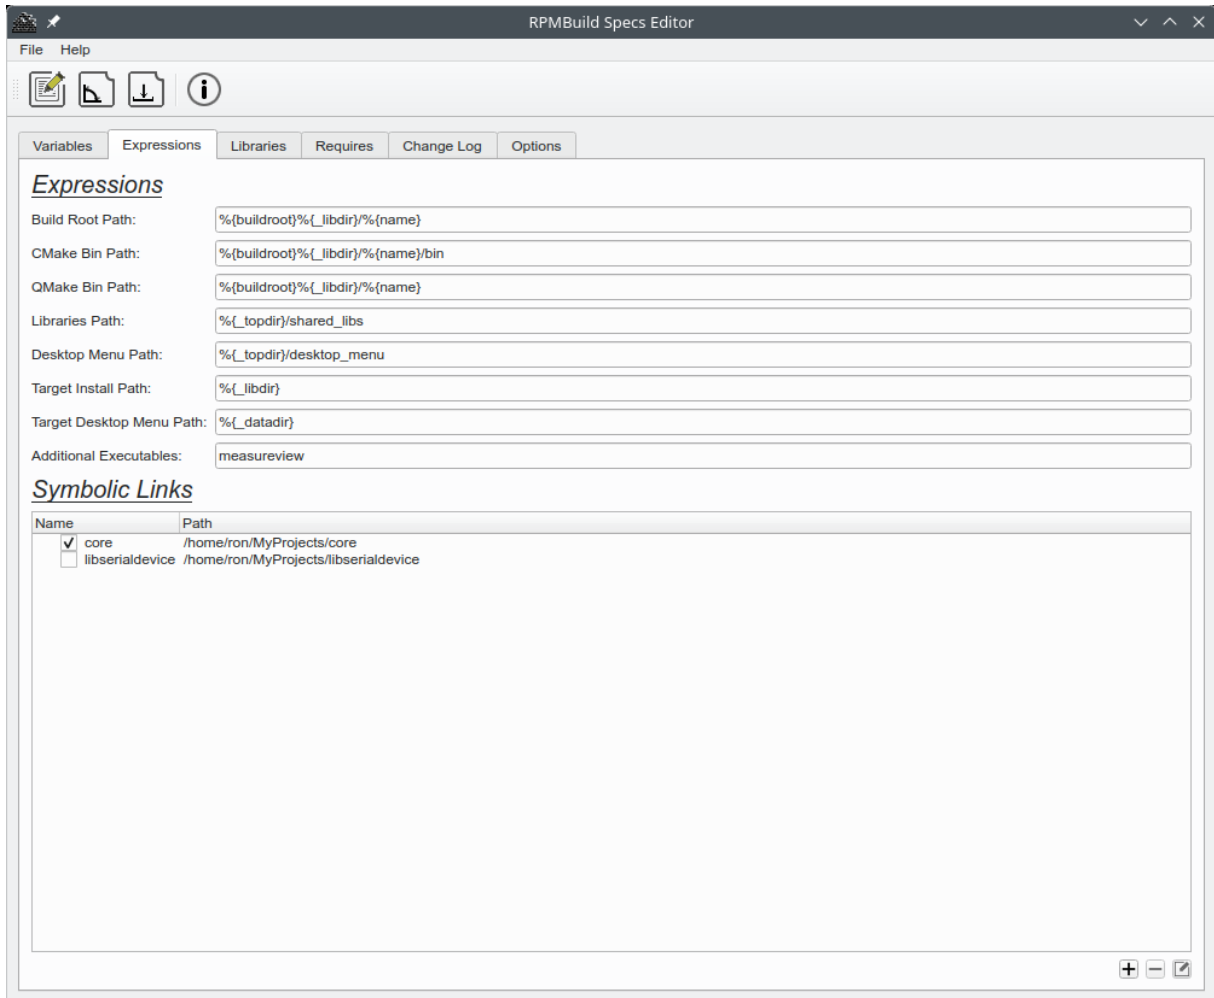 RPMBuild Specs Editor
File Help
Variables Expressions Libraries Requires Change Log Options
Expressions
Build Root Path: %{buildroot}%{_libdir}/%{name}
CMake Bin Path: %{buildroot}%{_libdir}/%{name}/bin
QMake Bin Path: %{buildroot}%{_libdir}/%{name}
Libraries Path: %{_topdir}/shared_libs
Desktop Menu Path: %{_topdir}/desktop_menu
Target Install Path: %{_libdir}
Target Desktop Menu Path: %{_datadir}
Additional Executables: measureview
Symbolic Links
Name Path
core /home/ron/MyProjects/core
libserialdevice /home/ron/MyProjects/libserialdevice